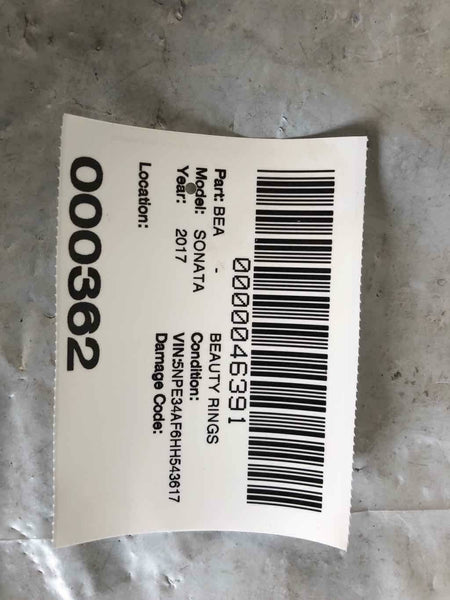 0000046391
Part: BEA - BEAUTY RINGS
Model: SONATA Condition:
Year: 2017 VIN:5NPE34AF6HH543617
Damage Code:
Location:
000362